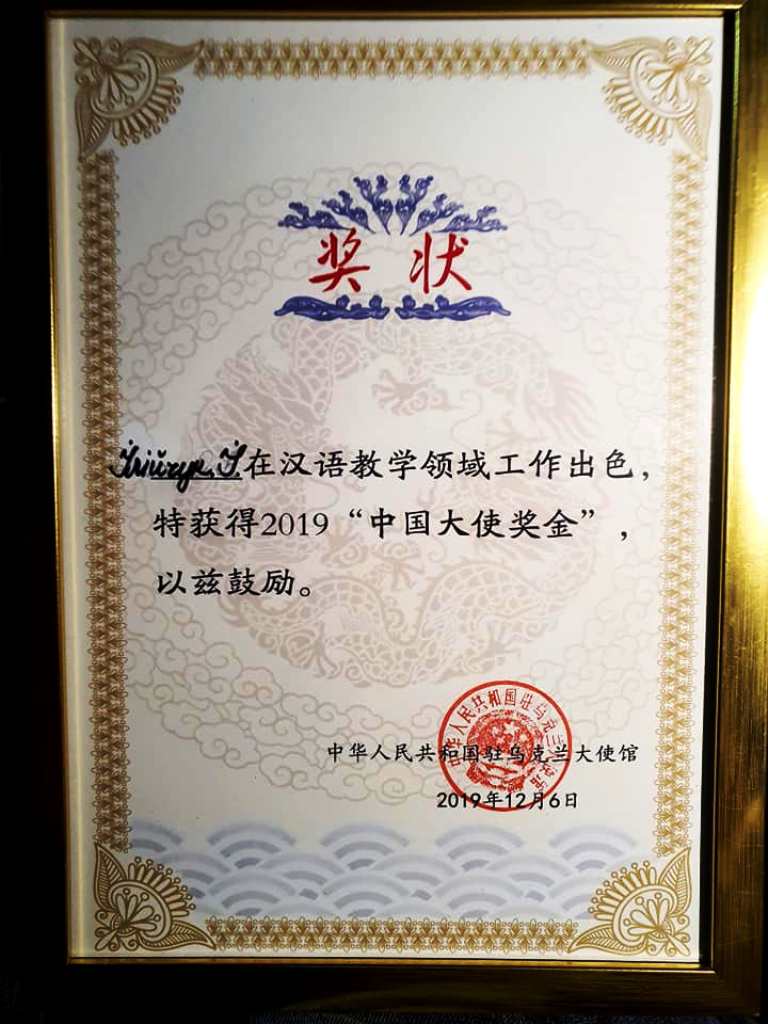 奖状
在汉语教学领域工作出色，
特获得2019“中国大使奖金”，
以兹鼓励。
中华人民共和国驻乌克兰大使馆
2019年12月6日